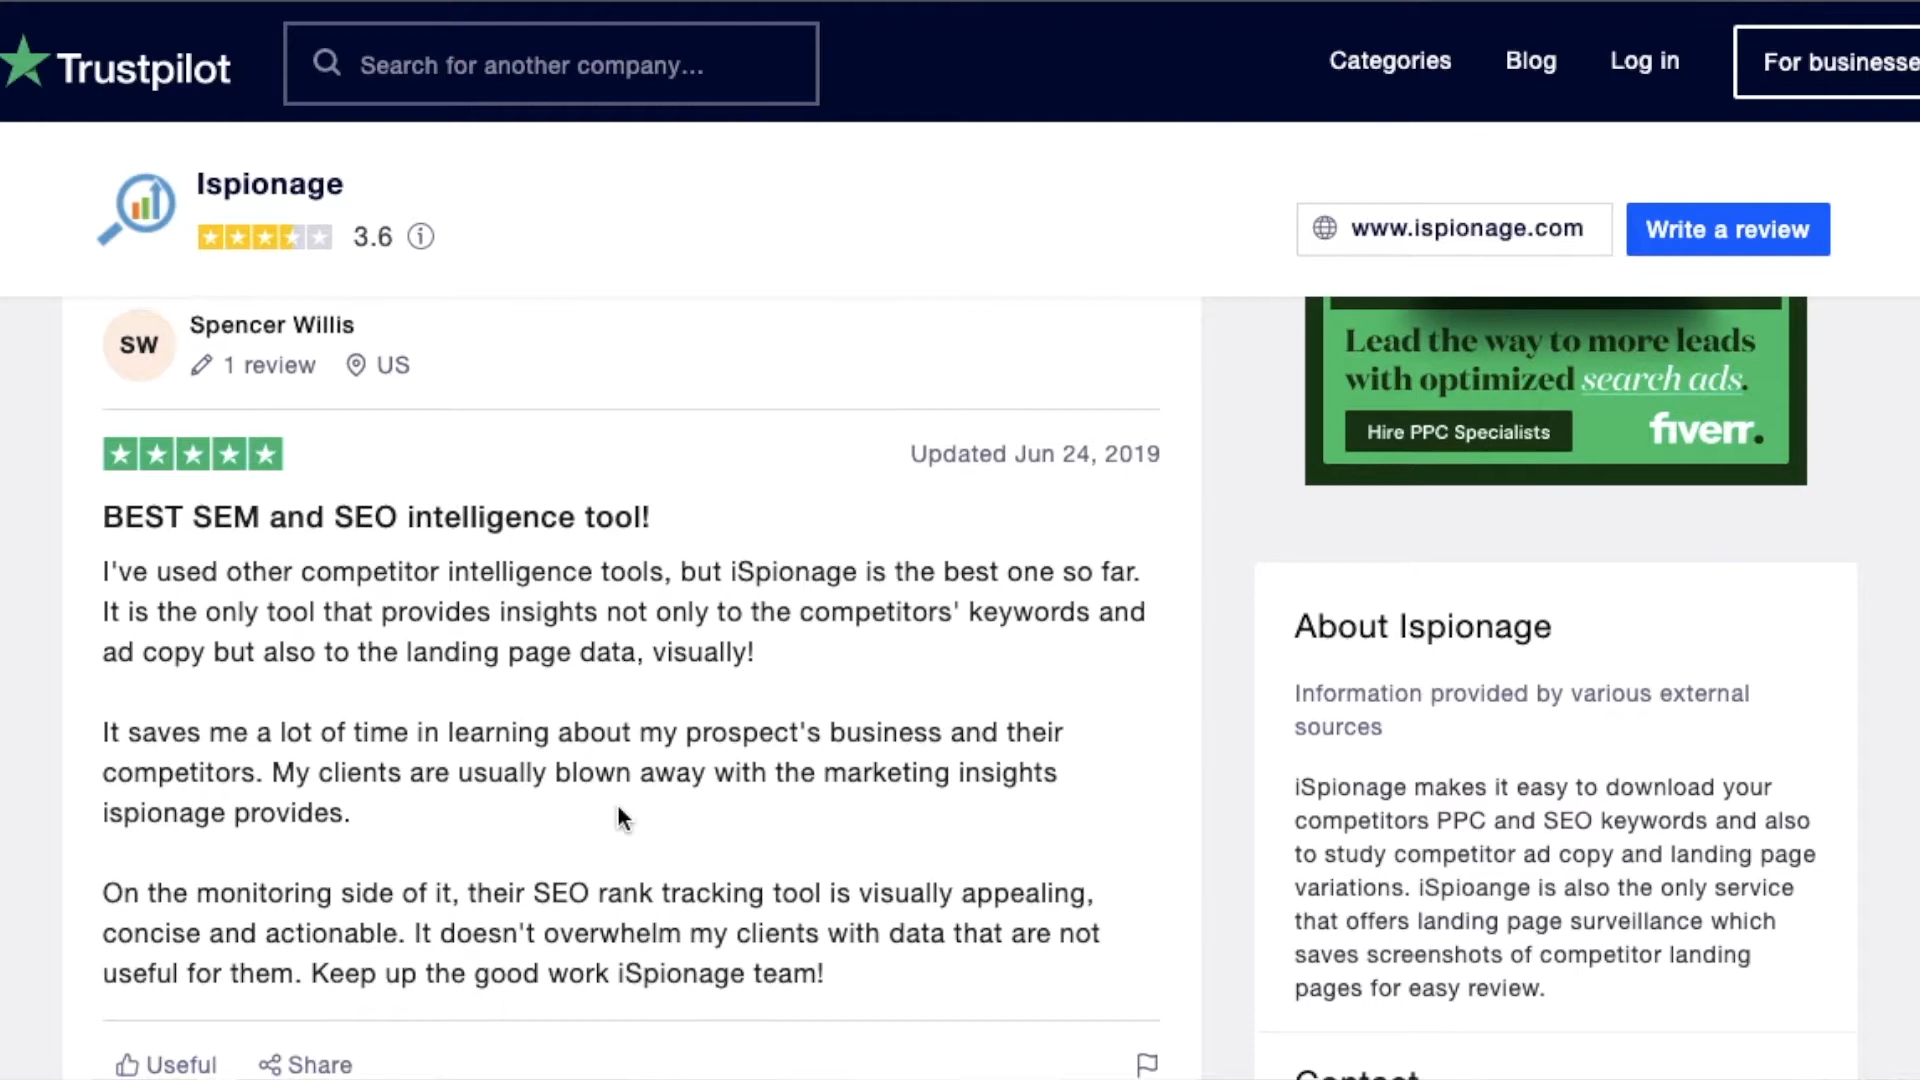 Trustpilot
Search for another company...
Categories
Blog
Log in
For businesse
Ispionage
3.6
www.ispionage.com
Write a review
SW
Spencer Willis
1 review
US
Updated Jun 24, 2019
BEST SEM and SEO intelligence tool!
I've used other competitor intelligence tools, but iSpionage is the best one so far.
It is the only tool that provides insights not only to the competitors' keywords and
ad copy but also to the landing page data, visually!
It saves me a lot of time in learning about my prospect's business and their
competitors. My clients are usually blown away with the marketing insights
ispionage provides.
On the monitoring side of it, their SEO rank tracking tool is visually appealing,
concise and actionable. It doesn't overwhelm my clients with data that are not
useful for them. Keep up the good work iSpionage team!
Useful
Share
Lead the way to more leads
with optimized search ads.
Hire PPC Specialists
fiverr.
About Ispionage
Information provided by various external
sources
iSpionage makes it easy to download your
competitors PPC and SEO keywords and also
to study competitor ad copy and landing page
variations. iSpioange is also the only service
that offers landing page surveillance which
saves screenshots of competitor landing
pages for easy review.
Contact